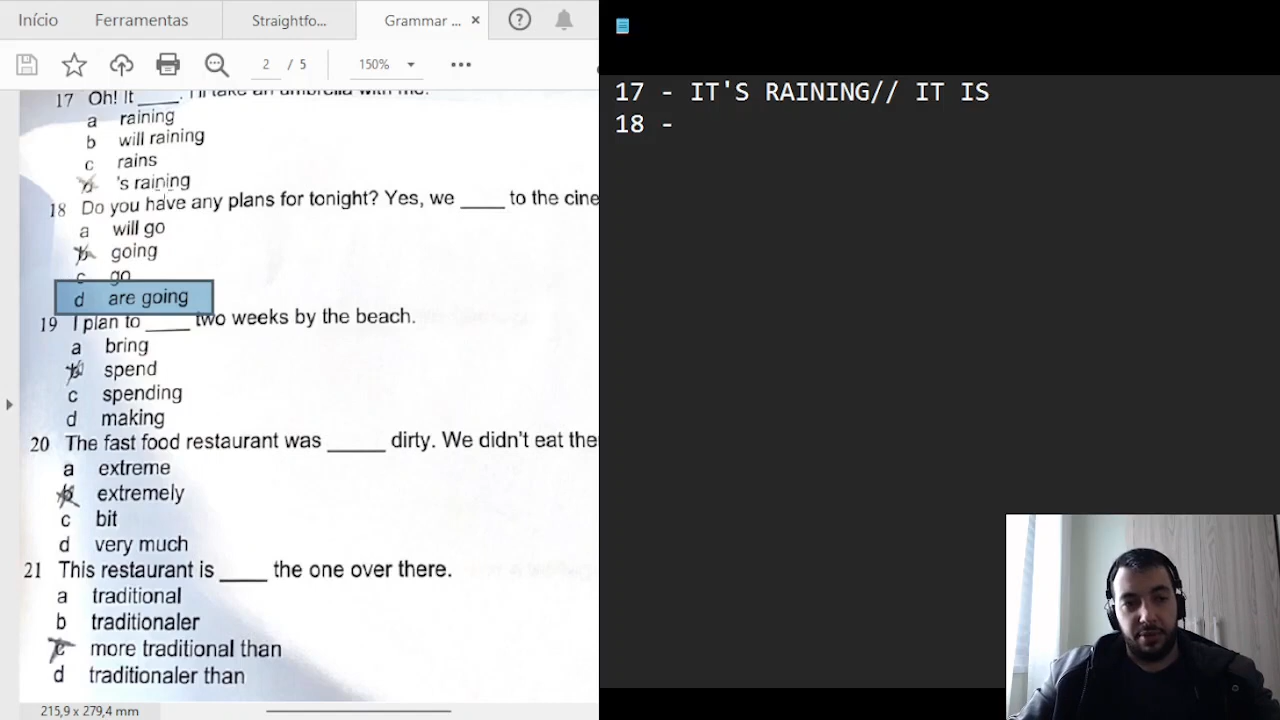 Início Ferramentas Straightfo... Grammar ... ×
2 / 5 150%
17 - IT'S RAINING// IT IS
18 -
17 Oh! It ____. I'll take an umbrella with me.
a raining
b will raining
c rains
's raining
18 Do you have any plans for tonight? Yes, we ____ to the cine
a will go
b going
c go
d are going
19 I plan to ____ two weeks by the beach.
a bring
b spend
c spending
d making
20 The fast food restaurant was _____ dirty. We didn't eat the
a extreme
b extremely
c bit
d very much
21 This restaurant is ____ the one over there.
a traditional
b traditionaler
c more traditional than
d traditionaler than
215,9 x 279,4 mm